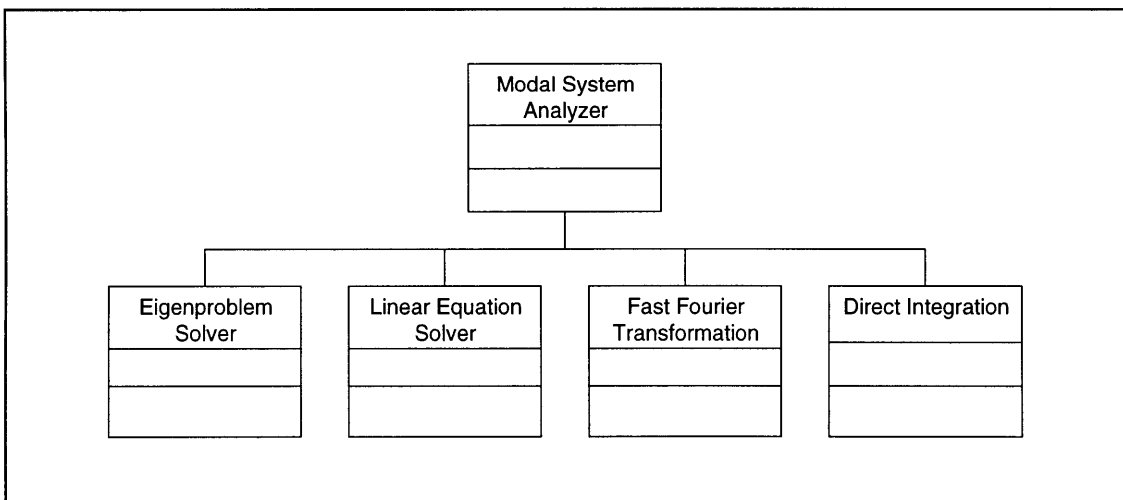 Modal System
Analyzer
Eigenproblem
Solver
Linear Equation
Solver
Fast Fourier
Transformation
Direct Integration